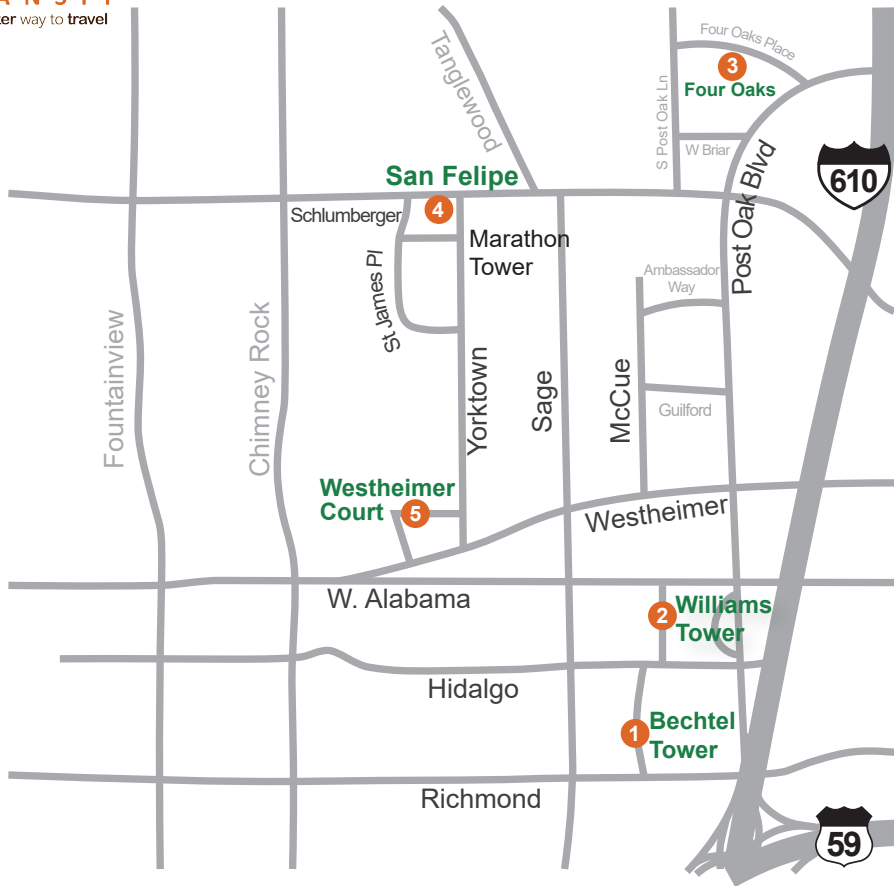 way to travel
Tanglewood
Four Oaks Place
3
Four Oaks
S Post Oak Ln
W Briar
Post Oak Blvd
610
San Felipe
4
Schlumberger
Marathon
Tower
St James Pl
Ambassador
Way
Fountainview
Chimney Rock
Yorktown
Sage
McCue
Guilford
Westheimer
Court
5
Westheimer
W. Alabama
2
Williams
Tower
Hidalgo
1
Bechtel
Tower
Richmond
59